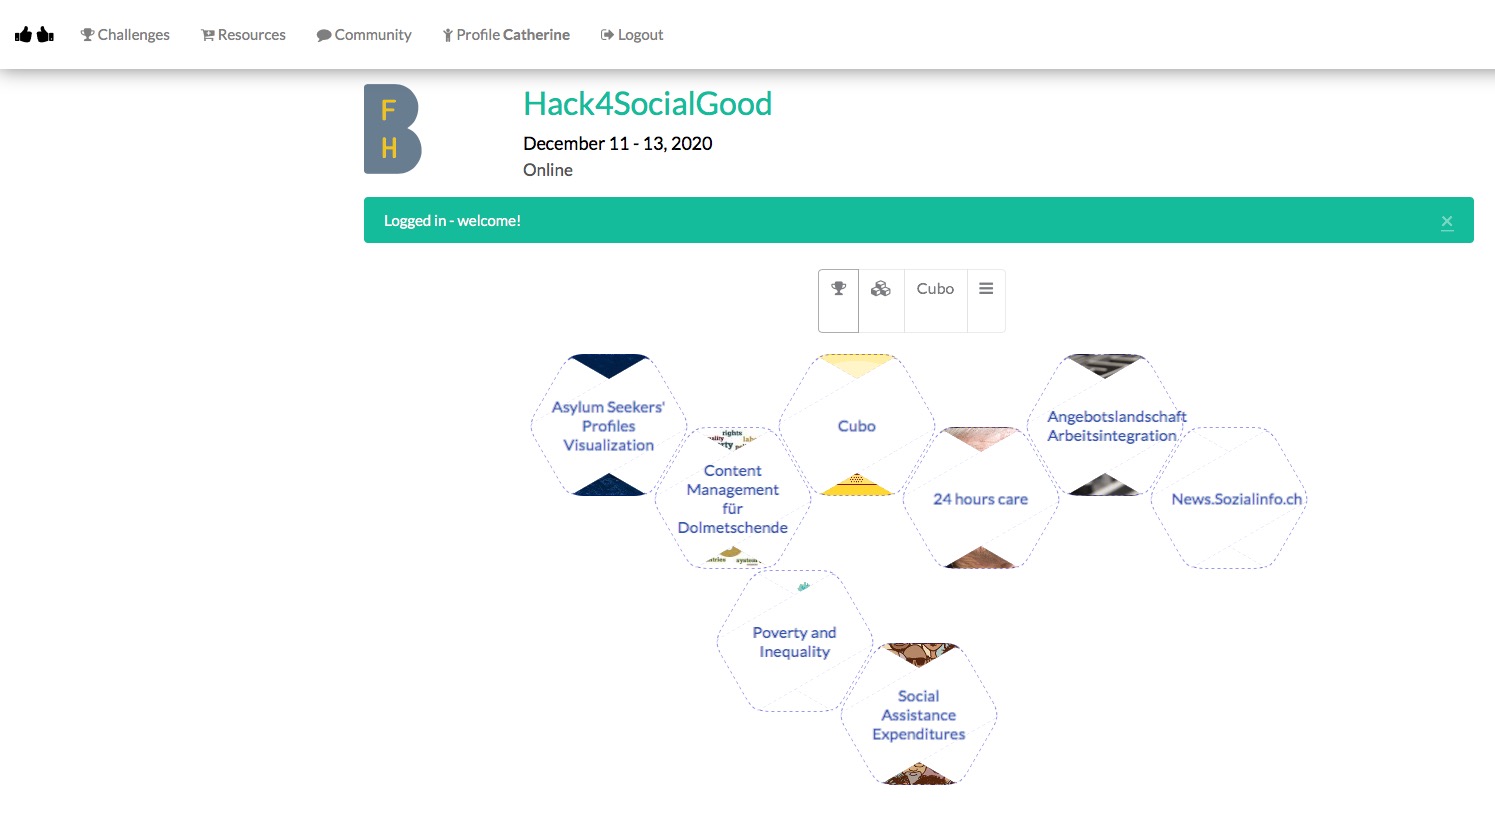 Challenges
Resources
Community
Profile Catherine
Logout
F
H
Hack4SocialGood
December 11 - 13, 2020
Online
Logged in - welcome!
×
Cubo
Asylum Seekers'
Profiles
Visualization
Cubo
Angebotslandschaft
Arbeitsintegration
rights
Content
Management
für
Dolmetschende
system
24 hours care
News.Sozialinfo.ch
Poverty and
Inequality
Social
Assistance
Expenditures